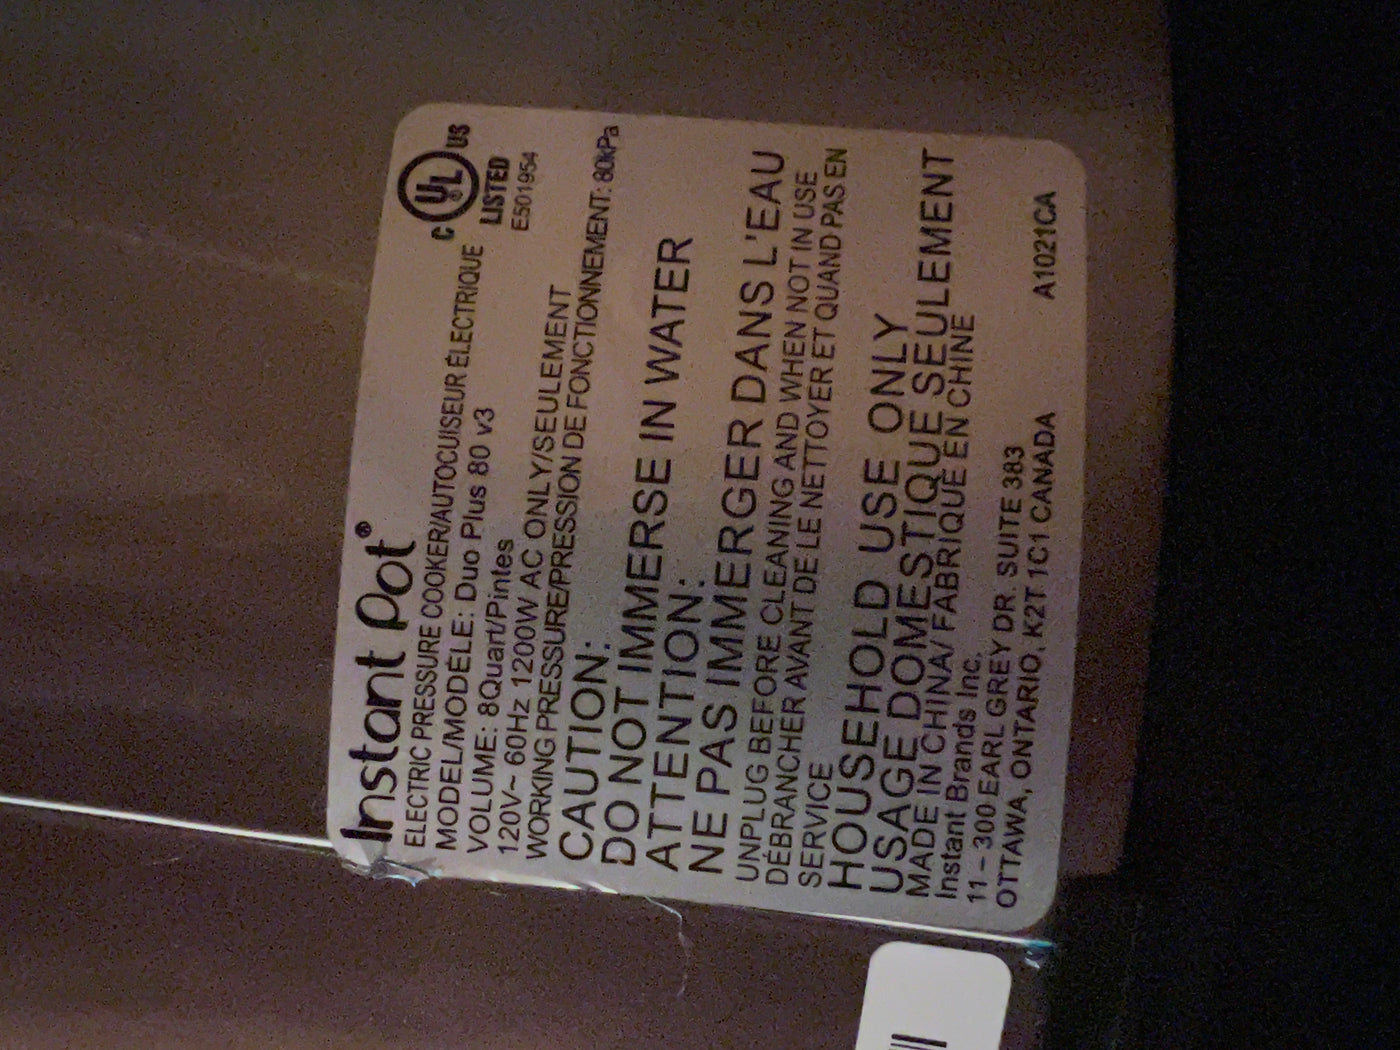 Instant Pot®
ELECTRIC PRESSURE COOKER/AUTOCUISEUR ÉLECTRIQUE
MODEL/MODÈLE: Duo Plus 80 v3
VOLUME: 8Quart/Pintes
120V~ 60Hz 1200W AC ONLY/SEULEMENT
WORKING PRESSURE/PRESSION DE FONCTIONNEMENT: 80kPa
C UL US
LISTED
E501954
CAUTION:
DO NOT IMMERSE IN WATER
ATTENTION:
NE PAS IMMERGER DANS L'EAU
UNPLUG BEFORE CLEANING AND WHEN NOT IN USE
DÉBRANCHER AVANT DE LE NETTOYER ET QUAND PAS EN
SERVICE
HOUSEHOLD USE ONLY
USAGE DOMESTIQUE SEULEMENT
MADE IN CHINA/ FABRIQUÉ EN CHINE
Instant Brands Inc.
11 – 300 EARL GREY DR. SUITE 383
OTTAWA, ONTARIO, K2T 1C1 CANADA A1021CA